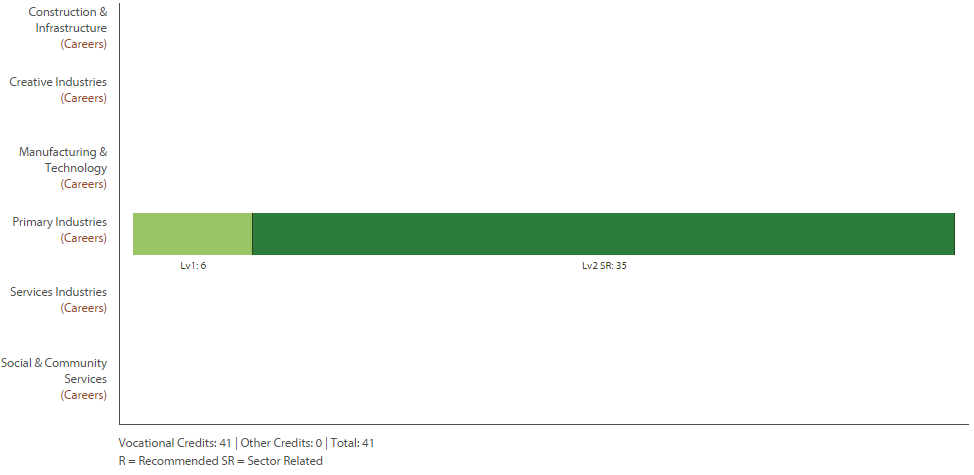 Construction &
Infrastructure
(Careers)
Creative Industries
(Careers)
Manufacturing &
Technology
(Careers)
Primary Industries
(Careers)
Lv1: 6
Lv2 SR: 35
Services Industries
(Careers)
Social & Community
Services
(Careers)
Vocational Credits: 41 | Other Credits: 0 | Total: 41
R = Recommended SR = Sector Related